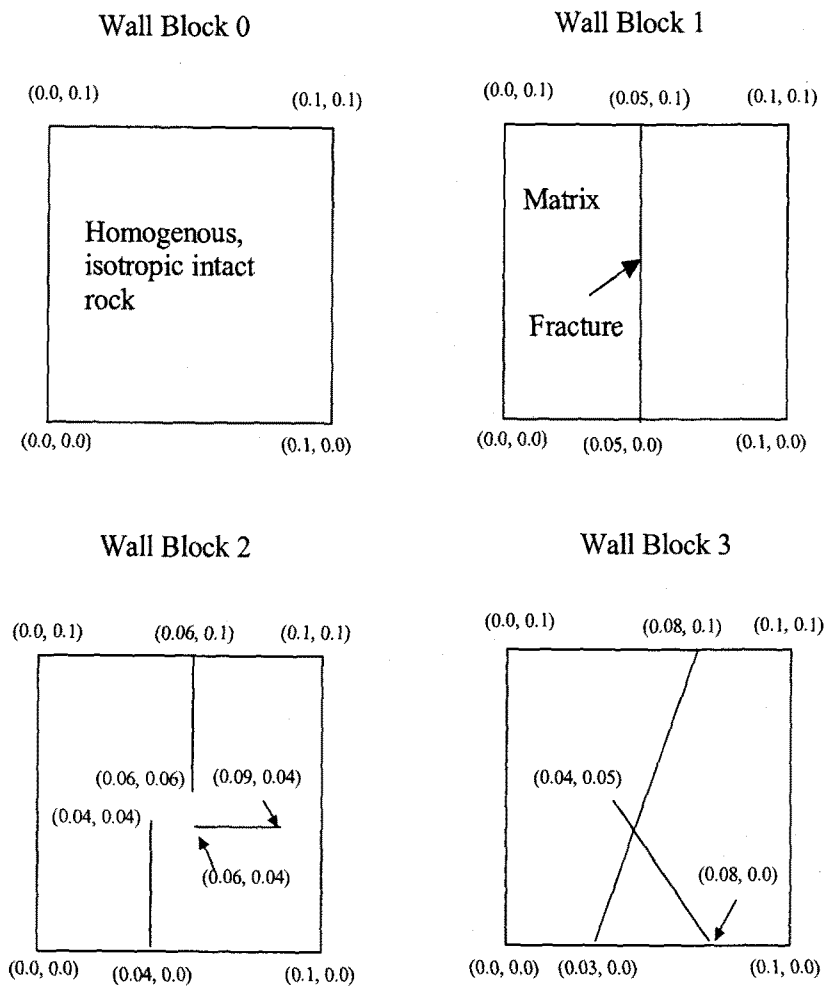 Wall Block 0
(0.0, 0.1) (0.1, 0.1)
Homogenous,
isotropic intact
rock
(0.0, 0.0) (0.1, 0.0)
Wall Block 1
(0.0, 0.1) (0.05, 0.1) (0.1, 0.1)
Matrix
Fracture
(0.0, 0.0) (0.05, 0.0) (0.1, 0.0)
Wall Block 2
(0.0, 0.1) (0.06, 0.1) (0.1, 0.1)
(0.06, 0.06) (0.09, 0.04)
(0.04, 0.04)
(0.06, 0.04)
(0.0, 0.0) (0.04, 0.0) (0.1, 0.0)
Wall Block 3
(0.0, 0.1) (0.08, 0.1) (0.1, 0.1)
(0.04, 0.05)
(0.08, 0.0)
(0.0, 0.0) (0.03, 0.0) (0.1, 0.0)